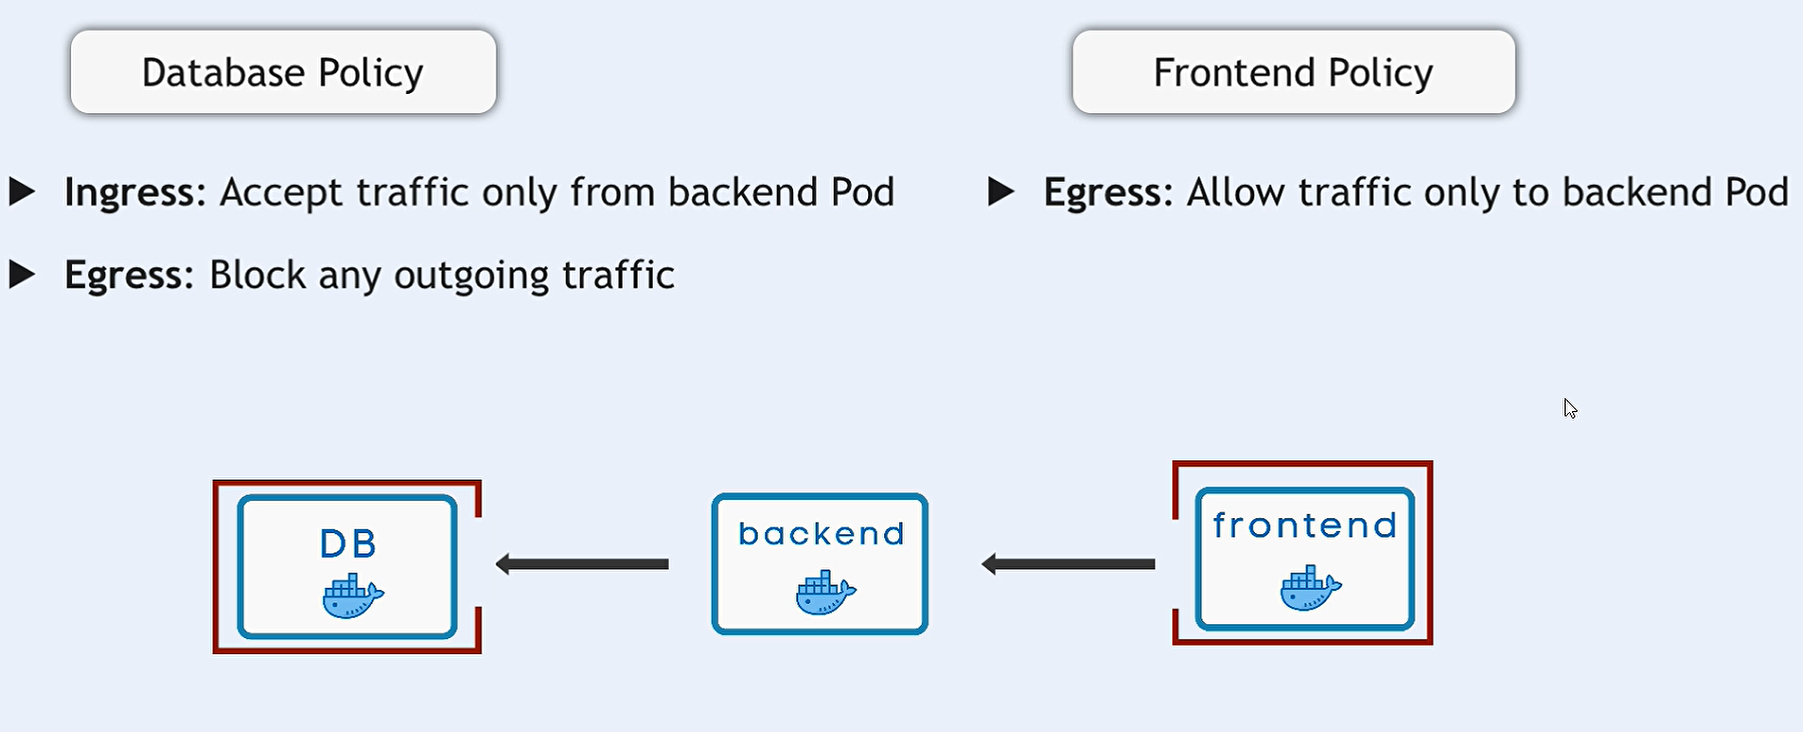 Database Policy
Frontend Policy
Ingress: Accept traffic only from backend Pod
Egress: Allow traffic only to backend Pod
Egress: Block any outgoing traffic
DB
backend
frontend